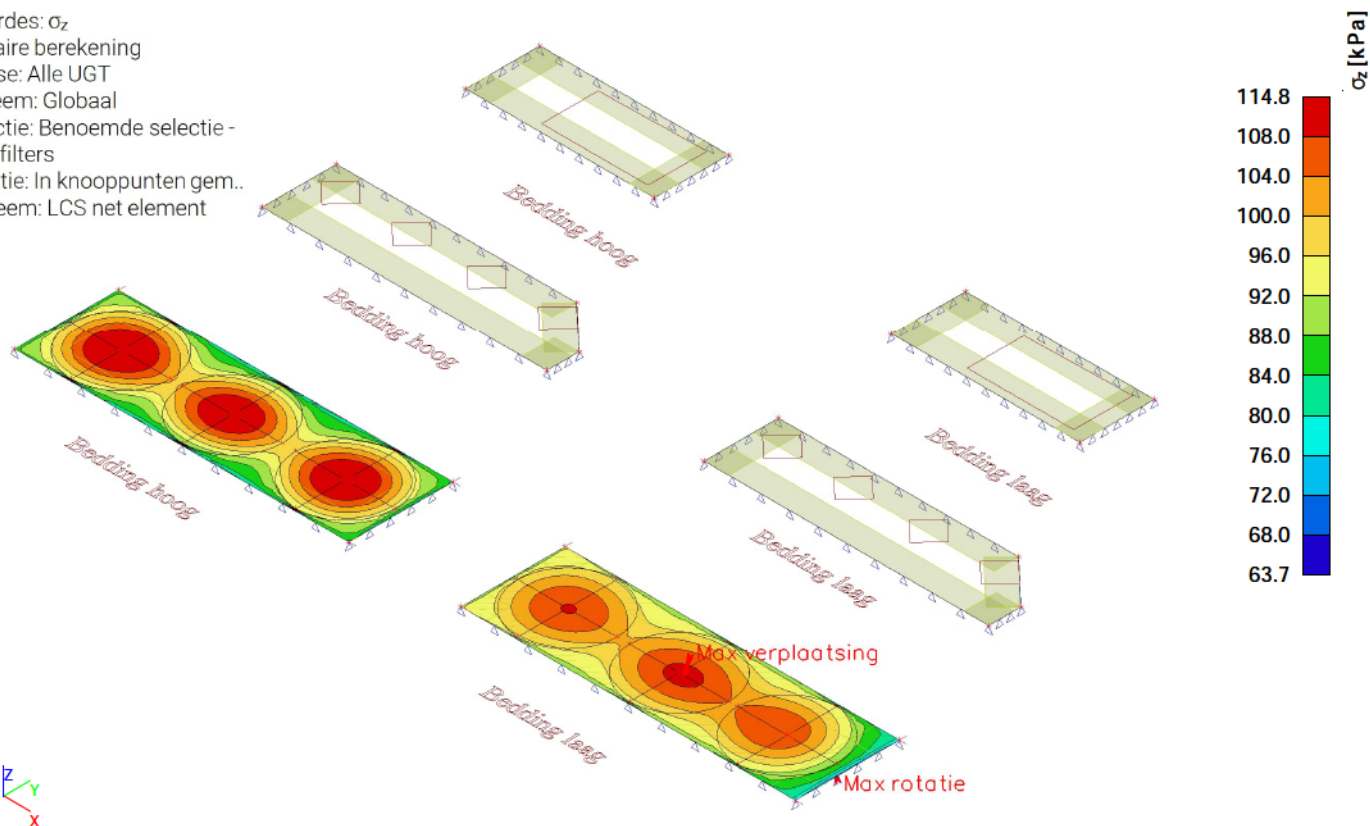 rdes: σz
aire berekening
se: Alle UGT
eem: Globaal
ctie: Benoemde selectie -
filters
tie: In knooppunten gem..
eem: LCS net element
σz [kPa]
114.8
108.0
104.0
100.0
96.0
92.0
88.0
84.0
80.0
76.0
72.0
68.0
63.7
Bedding hoog
Bedding hoog
Bedding hoog
Bedding laag
Bedding laag
Bedding laag
Max verplaatsing
Max rotatie
Z
Y
X